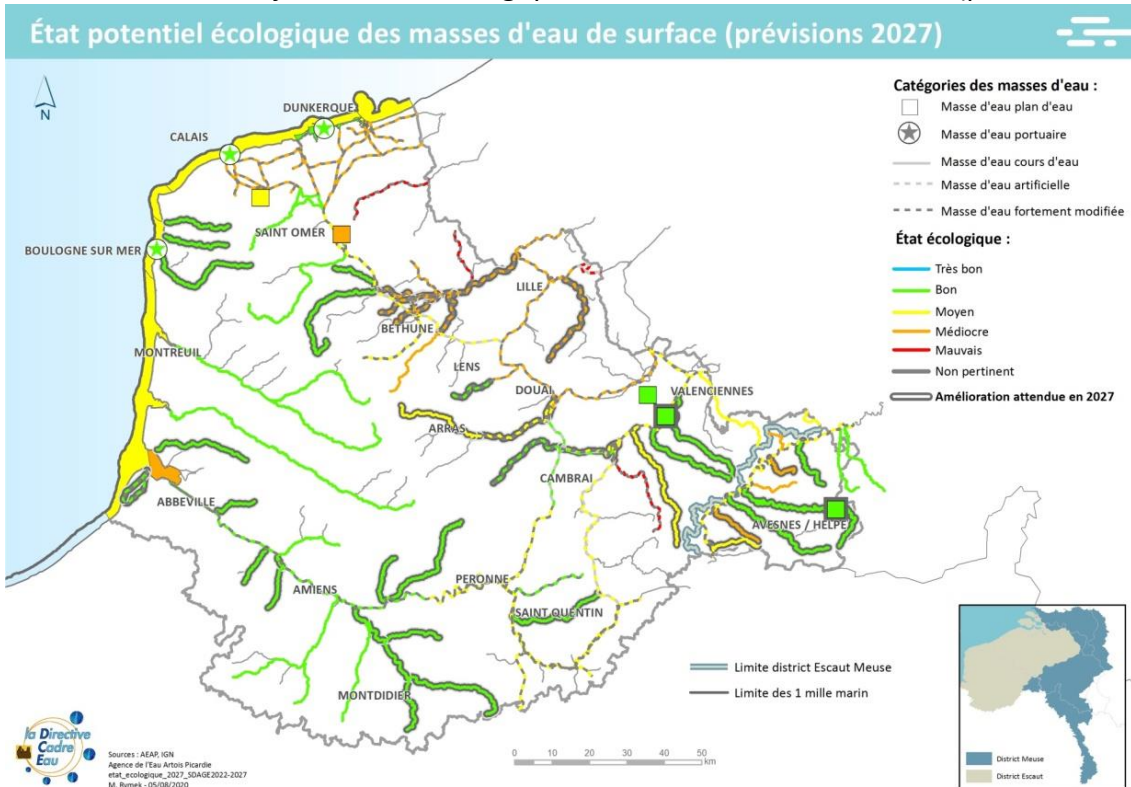 État potentiel écologique des masses d'eau de surface (prévisions 2027)
N
DUNKERQUE
CALAIS
SAINT OMER
BOULOGNE SUR MER
LILLE
BETHUNE
MONTREUIL
LENS
DOUAI
VALENCIENNES
ARRAS
CAMBRAI
ABBEVILLE
AVESNES / HELPE
AMIENS
PERONNE
SAINT QUENTIN
MONTDIDIER
Catégories des masses d'eau :
Masse d'eau plan d'eau
Masse d'eau portuaire
Masse d'eau cours d'eau
Masse d'eau artificielle
Masse d'eau fortement modifiée
État écologique :
Très bon
Bon
Moyen
Médiocre
Mauvais
Non pertinent
Amélioration attendue en 2027
Limite district Escaut Meuse
Limite des 1 mille marin
0 10 20 30 40 50
km
District Meuse
District Escaut
la Directive
Cadre
Eau
Sources : AEAP, IGN
Agence de l'Eau Artois Picardie
etat_ecologique_2027_SDAGE2022-2027
M. Rymek - 05/08/2020